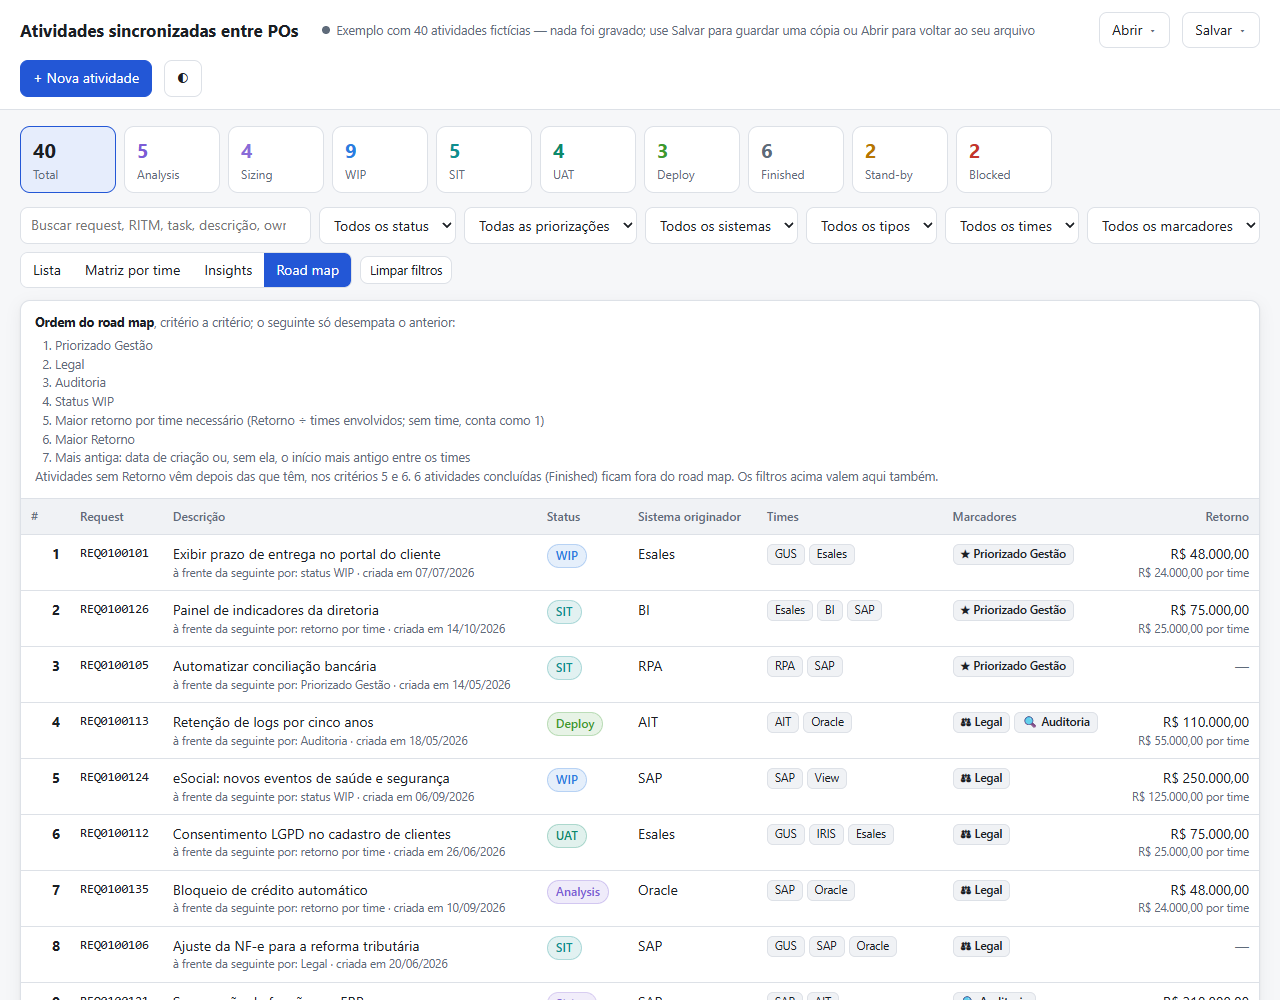 Atividades sincronizadas entre POs
Exemplo com 40 atividades fictícias — nada foi gravado; use Salvar para guardar uma cópia ou Abrir para voltar ao seu arquivo
Abrir
Salvar
+ Nova atividade
40 Total
5 Analysis
4 Sizing
9 WIP
5 SIT
4 UAT
3 Deploy
6 Finished
2 Stand-by
2 Blocked
Buscar request, RITM, task, descrição, owr
Todos os status
Todas as priorizações
Todos os sistemas
Todos os tipos
Todos os times
Todos os marcadores
Lista
Matriz por time
Insights
Road map
Limpar filtros
Ordem do road map, critério a critério; o seguinte só desempata o anterior:
1. Priorizado Gestão
2. Legal
3. Auditoria
4. Status WIP
5. Maior retorno por time necessário (Retorno ÷ times envolvidos; sem time, conta como 1)
6. Maior Retorno
7. Mais antiga: data de criação ou, sem ela, o início mais antigo entre os times
Atividades sem Retorno vêm depois das que têm, nos critérios 5 e 6. 6 atividades concluídas (Finished) ficam fora do road map. Os filtros acima valem aqui também.
# Request Descrição Status Sistema originador Times Marcadores Retorno
1 REQ0100101 Exibir prazo de entrega no portal do cliente WIP Esales GUS Esales ★ Priorizado Gestão R$ 48.000,00
à frente da seguinte por: status WIP · criada em 07/07/2026 R$ 24.000,00 por time
2 REQ0100126 Painel de indicadores da diretoria SIT BI Esales BI SAP ★ Priorizado Gestão R$ 75.000,00
à frente da seguinte por: retorno por time · criada em 14/10/2026 R$ 25.000,00 por time
3 REQ0100105 Automatizar conciliação bancária SIT RPA RPA SAP ★ Priorizado Gestão —
à frente da seguinte por: Priorizado Gestão · criada em 14/05/2026
4 REQ0100113 Retenção de logs por cinco anos Deploy AIT AIT Oracle Legal Auditoria R$ 110.000,00
à frente da seguinte por: Auditoria · criada em 18/05/2026 R$ 55.000,00 por time
5 REQ0100124 eSocial: novos eventos de saúde e segurança WIP SAP SAP View Legal R$ 250.000,00
à frente da seguinte por: status WIP · criada em 06/09/2026 R$ 125.000,00 por time
6 REQ0100112 Consentimento LGPD no cadastro de clientes UAT Esales GUS IRIS Esales Legal R$ 75.000,00
à frente da seguinte por: retorno por time · criada em 26/06/2026 R$ 25.000,00 por time
7 REQ0100135 Bloqueio de crédito automático Analysis Oracle SAP Oracle Legal R$ 48.000,00
à frente da seguinte por: retorno por time · criada em 10/09/2026 R$ 24.000,00 por time
8 REQ0100106 Ajuste da NF-e para a reforma tributária SIT SAP GUS SAP Oracle Legal —
à frente da seguinte por: Legal · criada em 20/06/2026